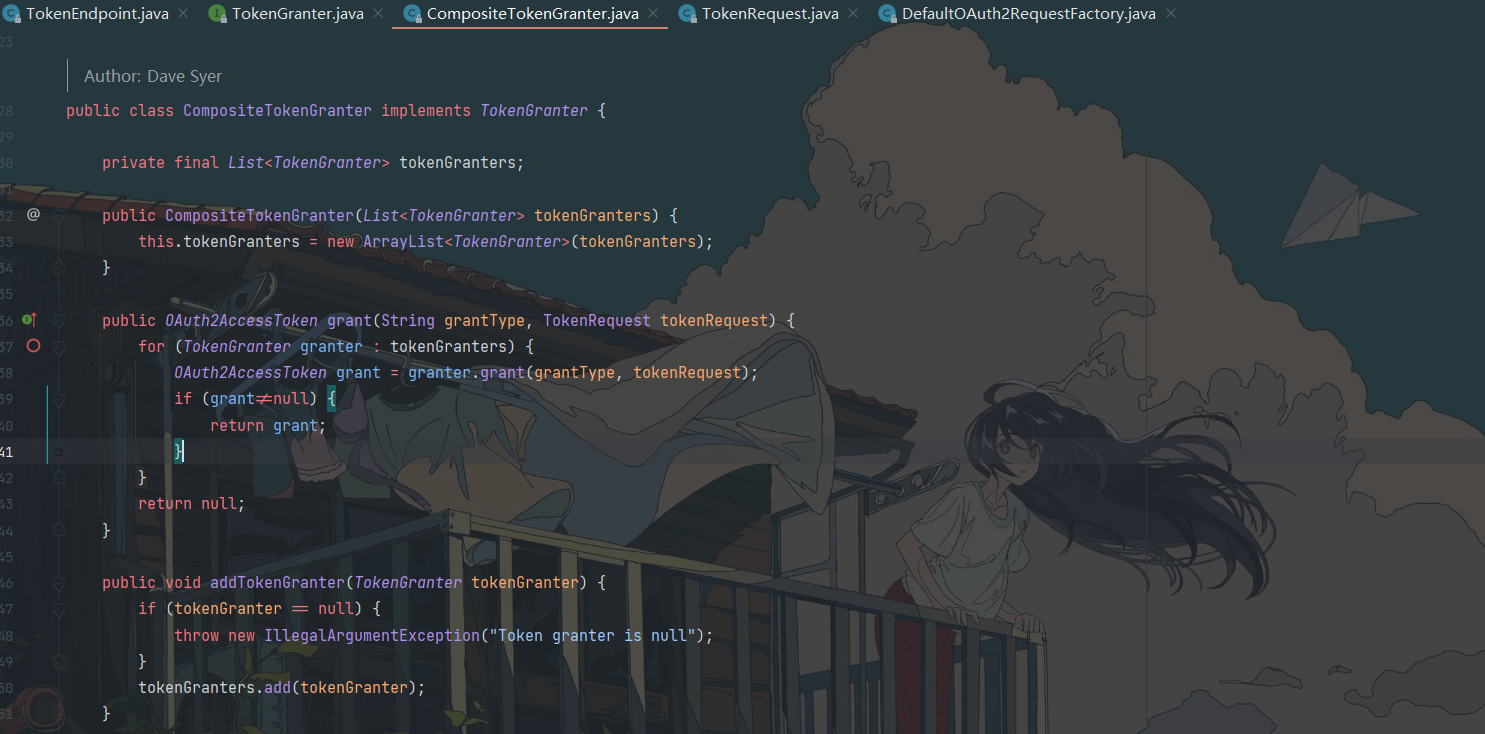 TokenEndpoint.java TokenGranter.java CompositeTokenGranter.java TokenRequest.java DefaultOAuth2RequestFactory.java
23
Author: Dave Syer
28 public class CompositeTokenGranter implements TokenGranter {
29
30 private final List<TokenGranter> tokenGranters;
31
32 @ public CompositeTokenGranter(List<TokenGranter> tokenGranters) {
33 this.tokenGranters = new ArrayList<TokenGranter>(tokenGranters);
34 }
35
36 public OAuth2AccessToken grant(String grantType, TokenRequest tokenRequest) {
37 for (TokenGranter granter : tokenGranters) {
38 OAuth2AccessToken grant = granter.grant(grantType, tokenRequest);
39 if (grant≠null) {
40 return grant;
41 }
42 }
43 return null;
44 }
45
46 public void addTokenGranter(TokenGranter tokenGranter) {
47 if (tokenGranter == null) {
48 throw new IllegalArgumentException("Token granter is null");
49 }
50 tokenGranters.add(tokenGranter);
51 }